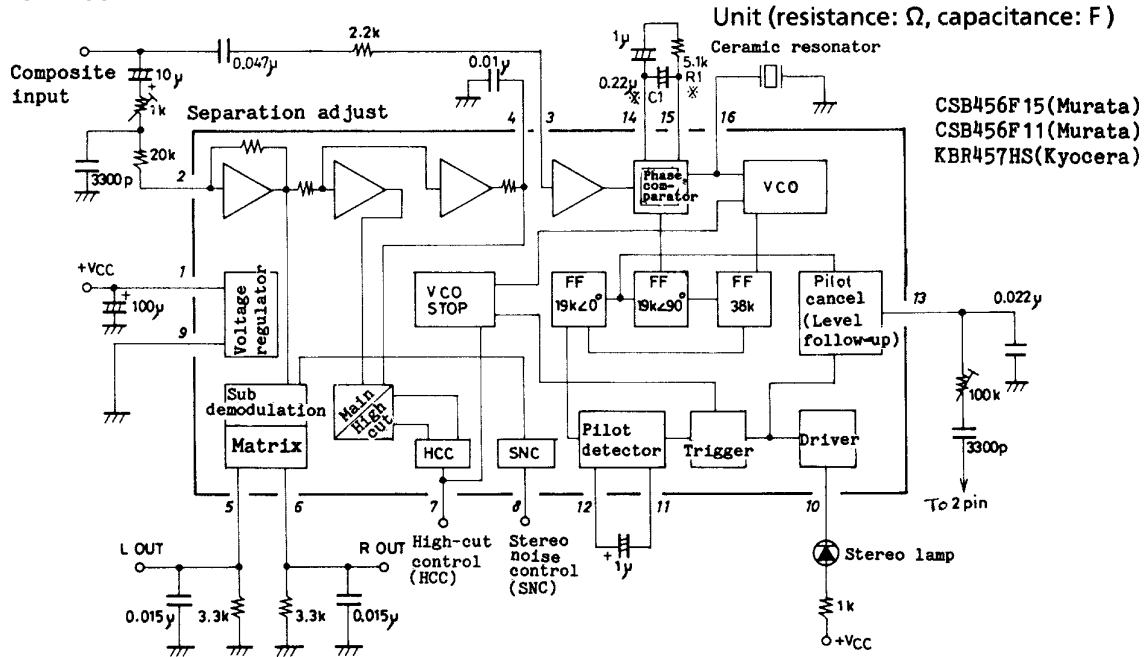 Unit (resistance: Ω, capacitance: F)
Composite
input
10μ
1k
0.047μ
2.2k
0.01μ
1μ
5.1k
R1
※
0.22μ
※
C1
Ceramic resonator
CSB456F15(Murata)
CSB456F11(Murata)
KBR457HS(Kyocera)
Separation adjust
3300p
20k
2
4
3
14
15
16
Phase
com-
parator
VCO
+VCC
1
100μ
9
Voltage
regulator
VCO
STOP
FF
19k∠0°
FF
19k∠90°
FF
38k
Pilot
cancel
(Level
follow-up)
13
0.022μ
100k
3300p
To 2 pin
Sub
demodulation
Matrix
Main
High
cut
HCC
SNC
Pilot
detector
Trigger
Driver
5
6
7
8
12
11
10
L OUT
R OUT
High-cut
control
(HCC)
Stereo
noise
control
(SNC)
+
1μ
Stereo lamp
0.015μ
3.3k
3.3k
0.015μ
1k
+VCC